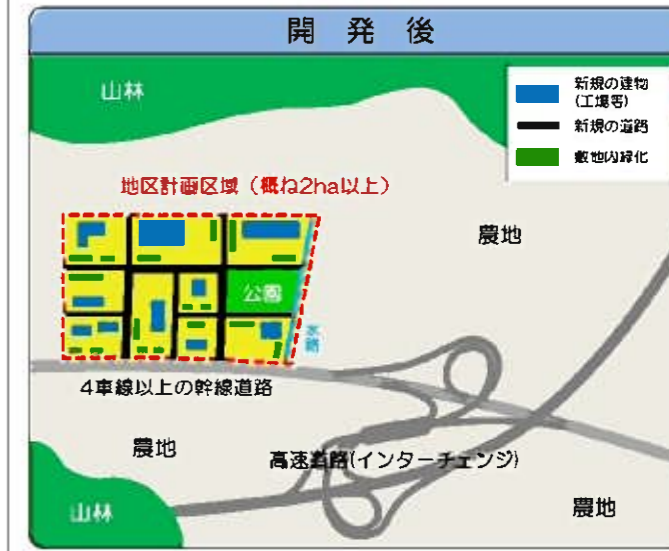 開発後
山林
新規の建物
(工場等)
新規の道路
敷地内緑化
地区計画区域（概ね2ha以上）
農地
公園
水路
4車線以上の幹線道路
農地
高速道路(インターチェンジ)
山林
農地